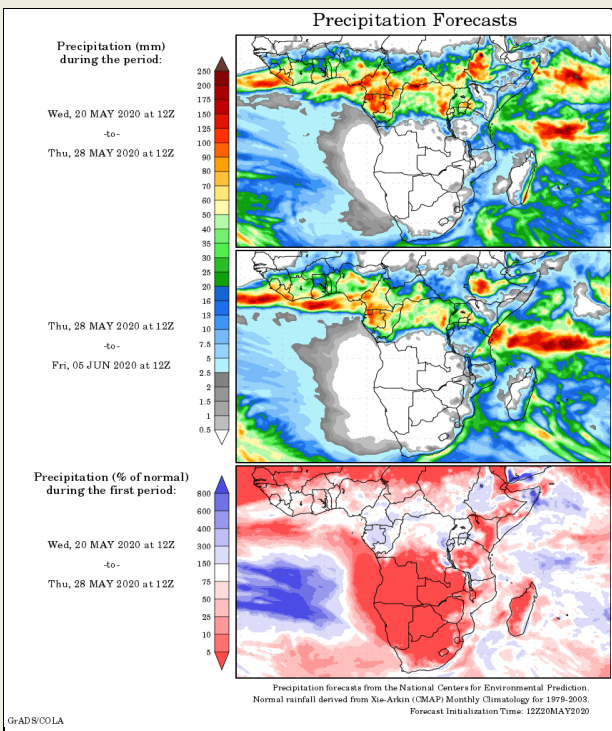 Precipitation Forecasts
Precipitation (mm)
during the period:
Wed, 20 MAY 2020 at 12Z
-to-
Thu, 28 MAY 2020 at 12Z
250
200
175
150
125
100
90
80
70
60
50
40
35
30
25
20
16
13
10
7.5
5
2.5
2
1.5
1
0.5
Thu, 28 MAY 2020 at 12Z
-to-
Fri, 05 JUN 2020 at 12Z
Precipitation (% of normal)
during the first period:
Wed, 20 MAY 2020 at 12Z
-to-
Thu, 28 MAY 2020 at 12Z
800
600
400
300
150
75
50
25
10
5
Precipitation forecasts from the National Centers for Environmental Prediction.
Normal rainfall derived from Xie-Arkin (CMAP) Monthly Climatology for 1979-2003.
Forecast Initialization Time: 12Z20MAY2020
GrADS/COLA